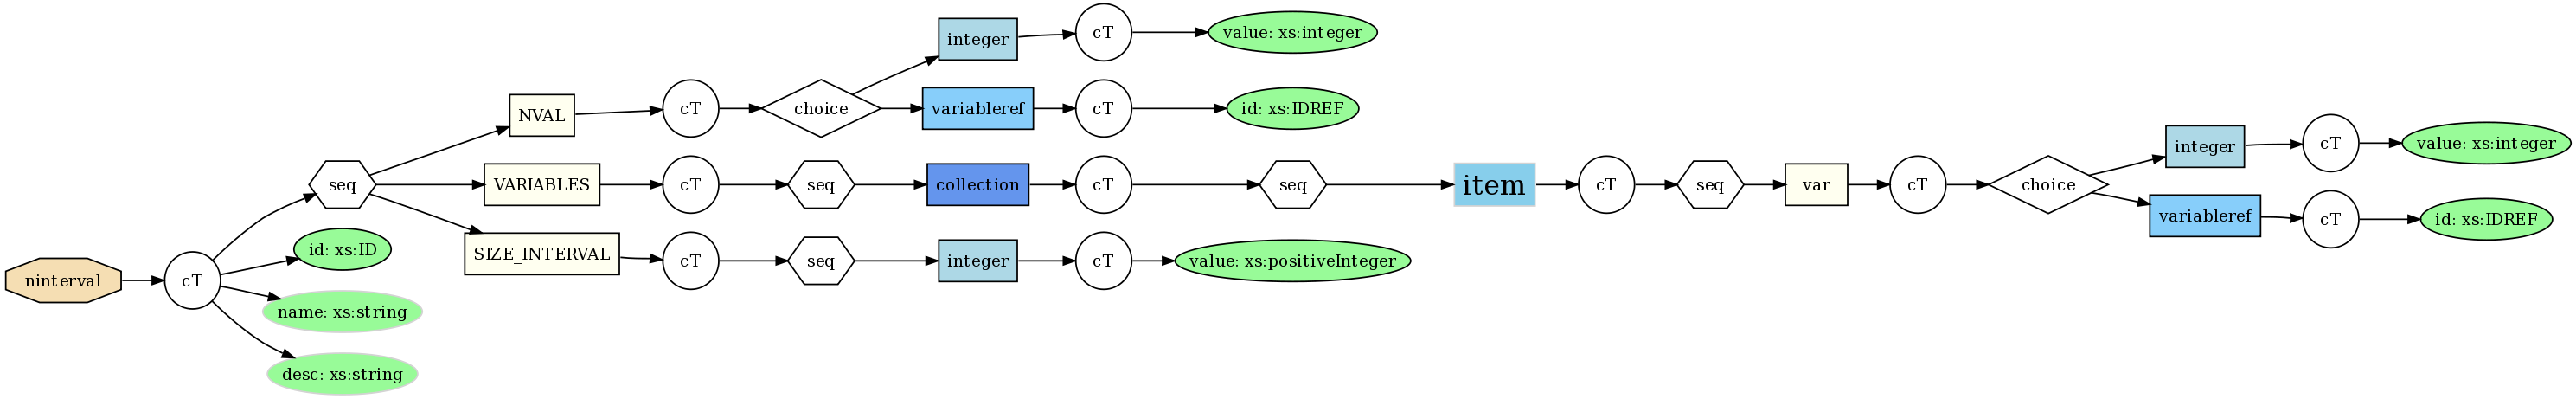 ninterval
cT
seq
id: xs:ID
name: xs:string
desc: xs:string
NVAL
cT
choice
integer
cT
value: xs:integer
variableref
cT
id: xs:IDREF
VARIABLES
cT
seq
collection
cT
seq
item
cT
seq
var
cT
choice
integer
cT
value: xs:integer
variableref
cT
id: xs:IDREF
SIZE_INTERVAL
cT
seq
integer
cT
value: xs:positiveInteger